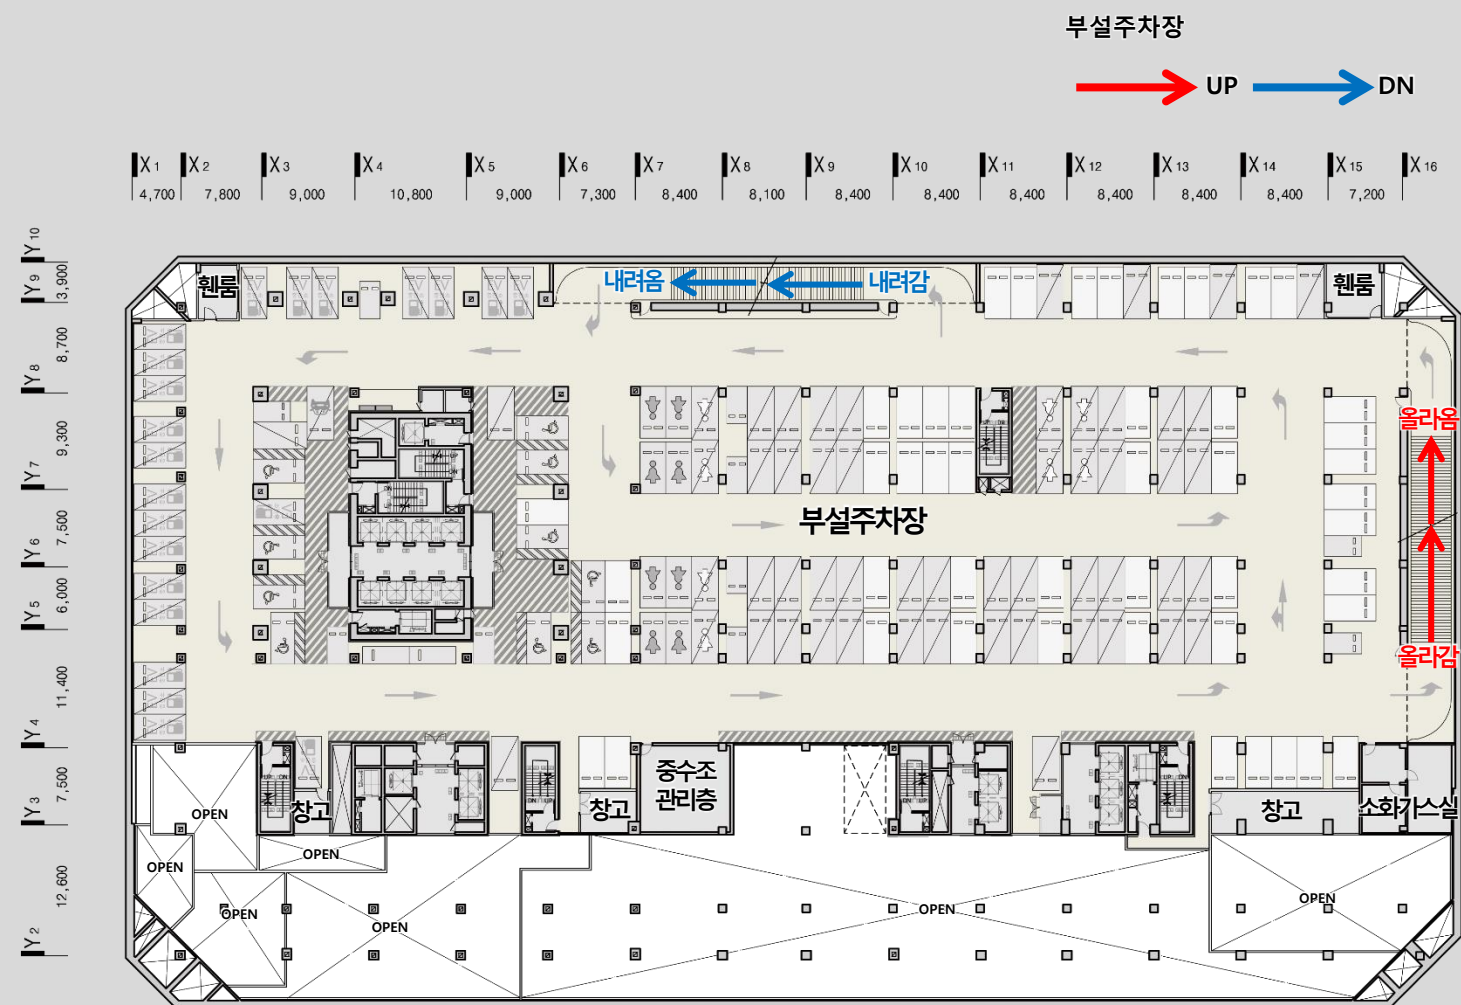 부설주차장
UP DN
X1 X2 X3 X4 X5 X6 X7 X8 X9 X10 X11 X12 X13 X14 X15 X16
4,700 7,800 9,000 10,800 9,000 7,300 8,400 8,100 8,400 8,400 8,400 8,400 8,400 8,400 7,200
Y10
3,900
Y9
8,700
Y8
9,300
Y7
7,500
Y6
6,000
Y5
11,400
Y4
7,500
Y3
12,600
Y2
휀룸
내려옴
내려감
휀룸
올라옴
부설주차장
올라감
중수조
관리층
창고
창고
창고
소화가스실
OPEN
OPEN
OPEN
OPEN
OPEN
OPEN
OPEN